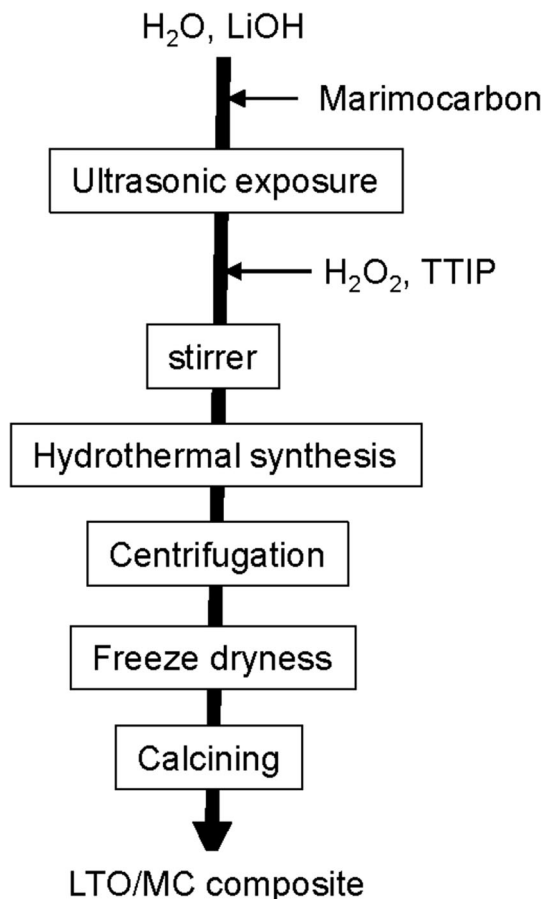 H₂O, LiOH
Marimocarbon
Ultrasonic exposure
H₂O₂, TTIP
stirrer
Hydrothermal synthesis
Centrifugation
Freeze dryness
Calcining
LTO/MC composite